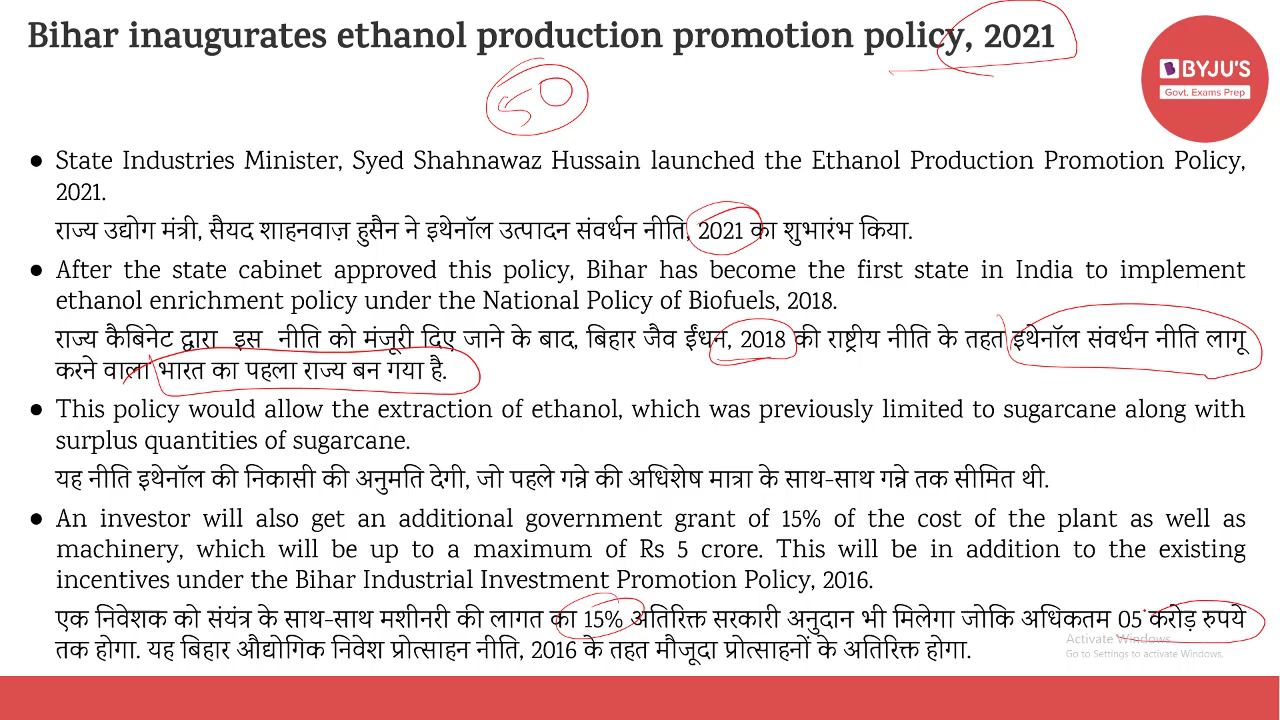 Bihar inaugurates ethanol production promotion policy, 2021
BYJU'S
Govt. Exams Prep
50
● State Industries Minister, Syed Shahnawaz Hussain launched the Ethanol Production Promotion Policy,
2021.
राज्य उद्योग मंत्री, सैयद शाहनवाज़ हुसैन ने इथेनॉल उत्पादन संवर्धन नीति, 2021 का शुभारंभ किया.
● After the state cabinet approved this policy, Bihar has become the first state in India to implement
ethanol enrichment policy under the National Policy of Biofuels, 2018.
राज्य कैबिनेट द्वारा इस नीति को मंजूरी दिए जाने के बाद, बिहार जैव ईंधन, 2018 की राष्ट्रीय नीति के तहत इथेनॉल संवर्धन नीति लागू
करने वाला भारत का पहला राज्य बन गया है.
● This policy would allow the extraction of ethanol, which was previously limited to sugarcane along with
surplus quantities of sugarcane.
यह नीति इथेनॉल की निकासी की अनुमति देगी, जो पहले गन्ने की अधिशेष मात्रा के साथ-साथ गन्ने तक सीमित थी.
● An investor will also get an additional government grant of 15% of the cost of the plant as well as
machinery, which will be up to a maximum of Rs 5 crore. This will be in addition to the existing
incentives under the Bihar Industrial Investment Promotion Policy, 2016.
एक निवेशक को संयंत्र के साथ-साथ मशीनरी की लागत का 15% अतिरिक्त सरकारी अनुदान भी मिलेगा जोकि अधिकतम 05 करोड़ रुपये
तक होगा. यह बिहार औद्योगिक निवेश प्रोत्साहन नीति, 2016 के तहत मौजूदा प्रोत्साहनों के अतिरिक्त होगा.
Activate Windows
Go to Settings to activate Windows.